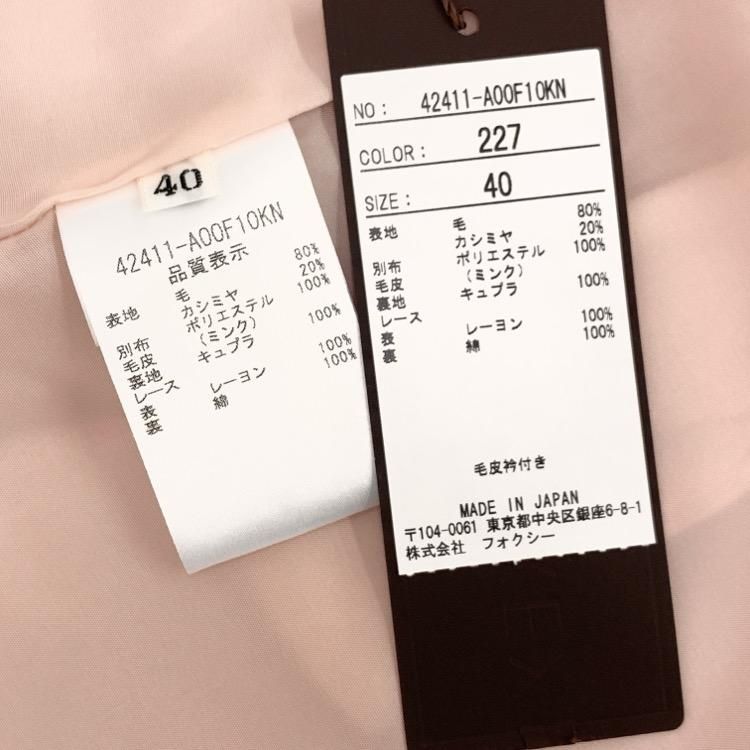 40
42411-A00F10KN
品質表示
表地 毛 80%
カシミヤ 20%
別布 ポリエステル 100%
毛皮 (ミンク)
裏地 キュプラ 100%
レース
表 レーヨン 100%
裏 綿 100%
NO: 42411-A00F10KN
COLOR: 227
SIZE: 40
表地 毛 80%
カシミヤ 20%
別布 ポリエステル 100%
毛皮 (ミンク)
裏地 キュプラ 100%
レース
表 レーヨン 100%
裏 綿 100%
毛皮衿付き
MADE IN JAPAN
〒104-0061 東京都中央区銀座6-8-1
株式会社 フォクシー